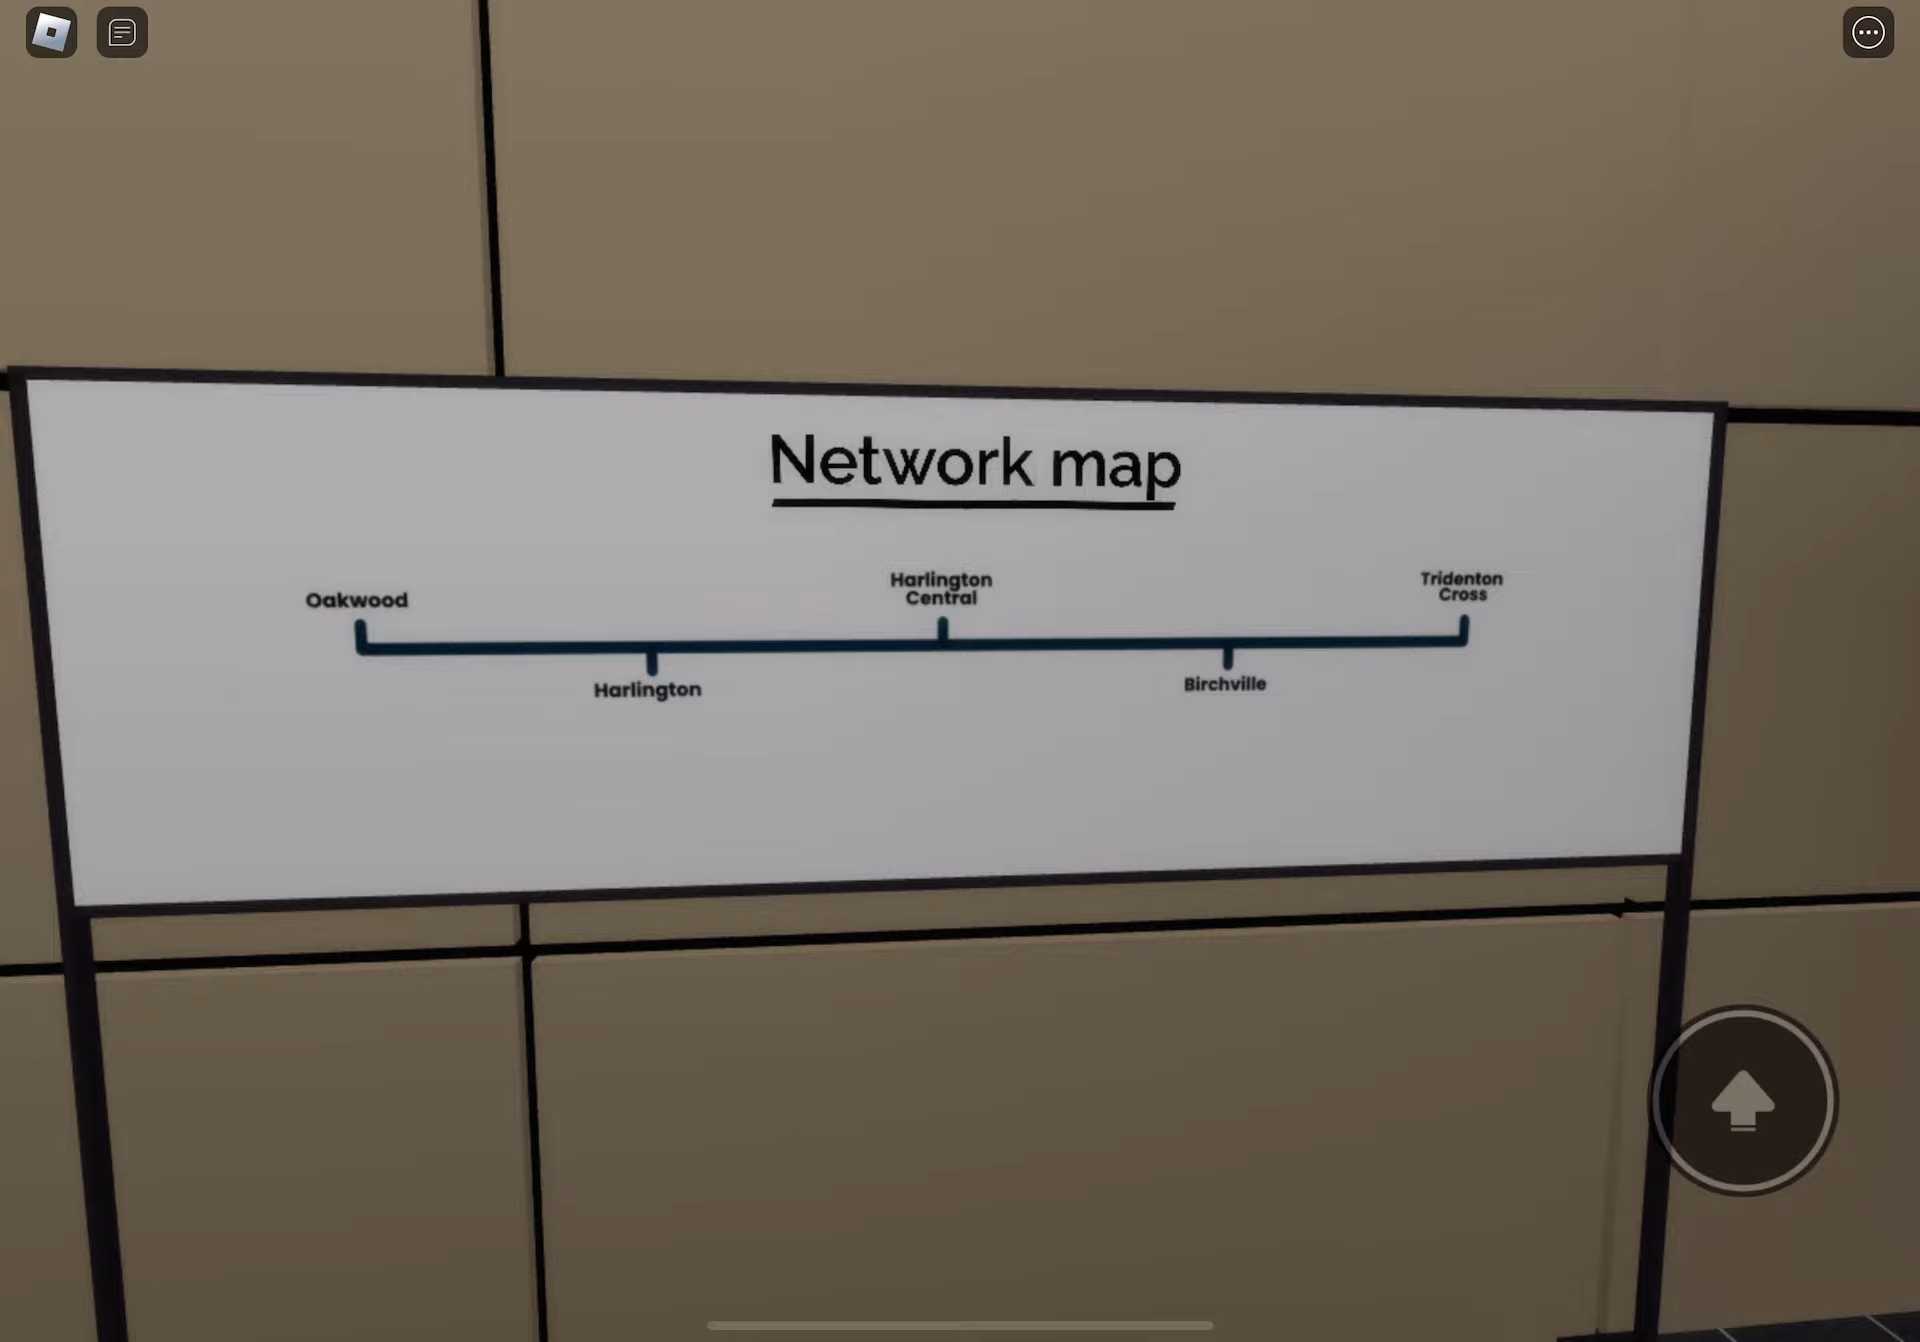 Network map
Oakwood
Harlington
Harlington
Central
Birchville
Tridenton
Cross